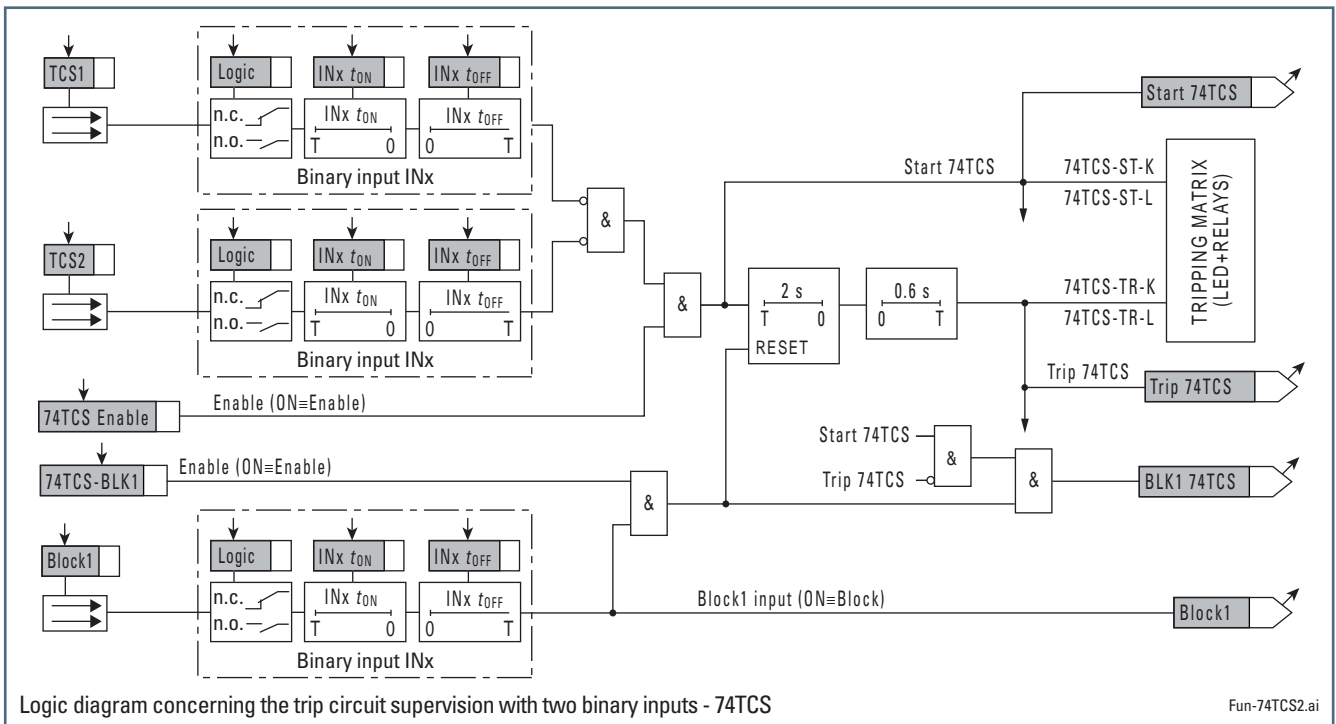 TCS1
Logic
INx tON
INx tOFF
n.c.
n.o.
INx tON
T 0
INx tOFF
0 T
Binary input INx
TCS2
Logic
INx tON
INx tOFF
n.c.
n.o.
INx tON
T 0
INx tOFF
0 T
Binary input INx
&
&
74TCS Enable
Enable (ON≡Enable)
74TCS-BLK1
Enable (ON≡Enable)
&
Block1
Logic
INx tON
INx tOFF
n.c.
n.o.
INx tON
T 0
INx tOFF
0 T
Binary input INx
Block1 input (ON≡Block)
Block1
2 s
T 0
RESET
0.6 s
0 T
Start 74TCS
Start 74TCS
74TCS-ST-K
74TCS-ST-L
74TCS-TR-K
74TCS-TR-L
TRIPPING MATRIX
(LED+RELAYS)
Trip 74TCS
Trip 74TCS
Start 74TCS
Trip 74TCS
&
&
BLK1 74TCS
Logic diagram concerning the trip circuit supervision with two binary inputs - 74TCS
Fun-74TCS2.ai